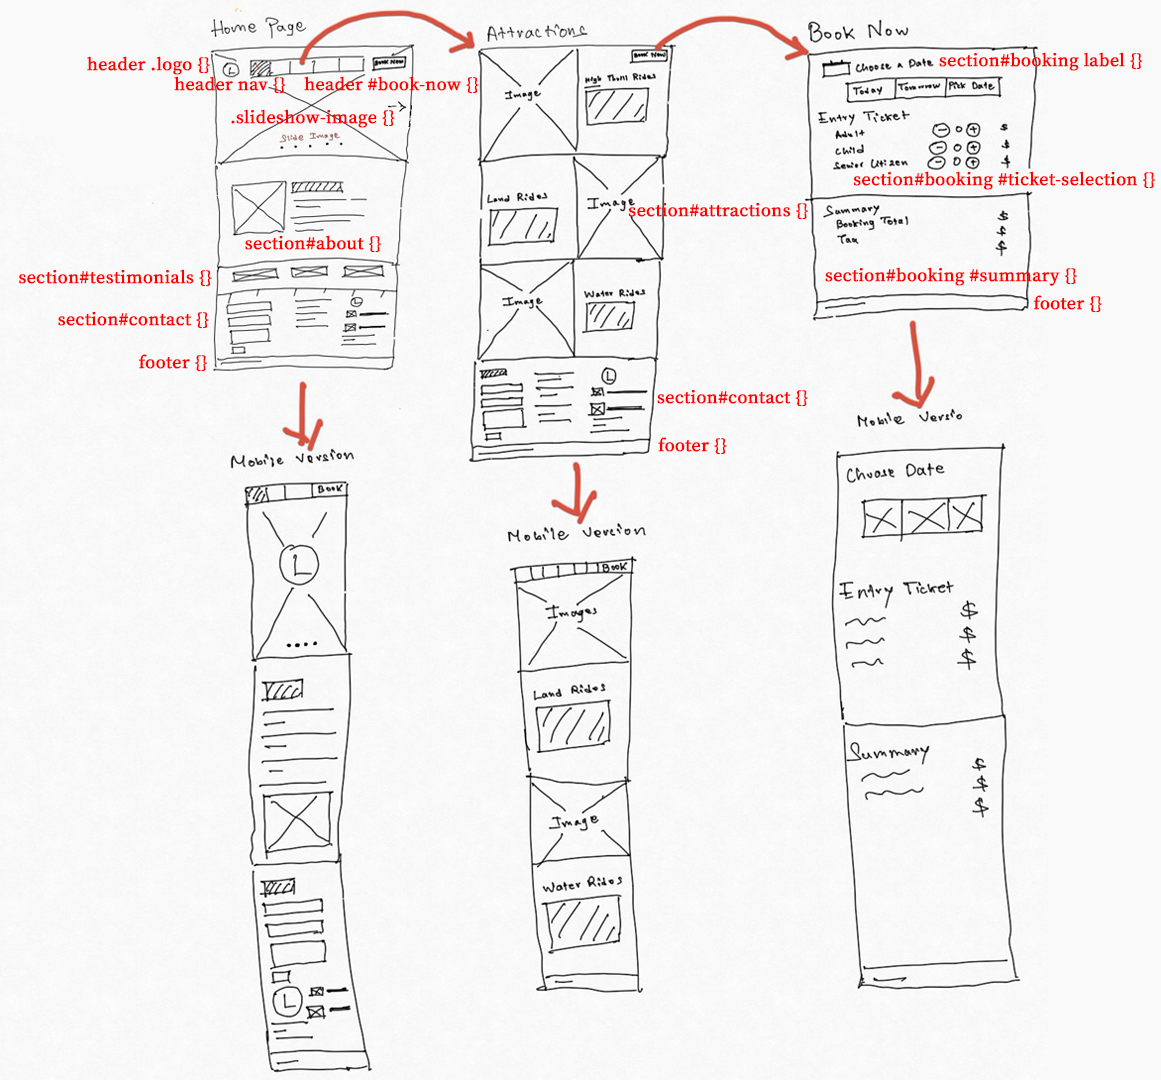 Home Page
header .logo {}
L
Book Now
header nav {}
header #book-now {}
.slideshow-image {}
Slide Image
section#about {}
section#testimonials {}
section#contact {}
L
footer {}
Mobile Version
Book
L
L
Attractions
Book Now
Image
High Thrill Rides
Land Rides
Image
section#attractions {}
Image
Water Rides
L
section#contact {}
footer {}
Mobile Version
Book
Images
Land Rides
Image
Water Rides
Book Now
Choose a Date
section#booking label {}
Today Tomorrow Pick Date
Entry Ticket
Adult - 0 + $
Child - 0 + $
Senior Citizen - 0 + $
section#booking #ticket-selection {}
Summary $
Booking Total $
Tax $
section#booking #summary {}
footer {}
Mobile Versio
Choose Date
Entry Ticket
$
$
$
Summary
$
$
$